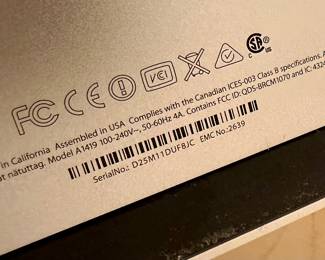 FC CE VCI
in California Assembled in USA Complies with the Canadian ICES-003 Class B specifications.
nätuttag. Model A1419 100-240V~, 50-60Hz 4A. Contains FCC ID: QDS-BRCM1070 and IC: 4324
SerialNo.: D25M11DUF8JC EMC No.: 2639